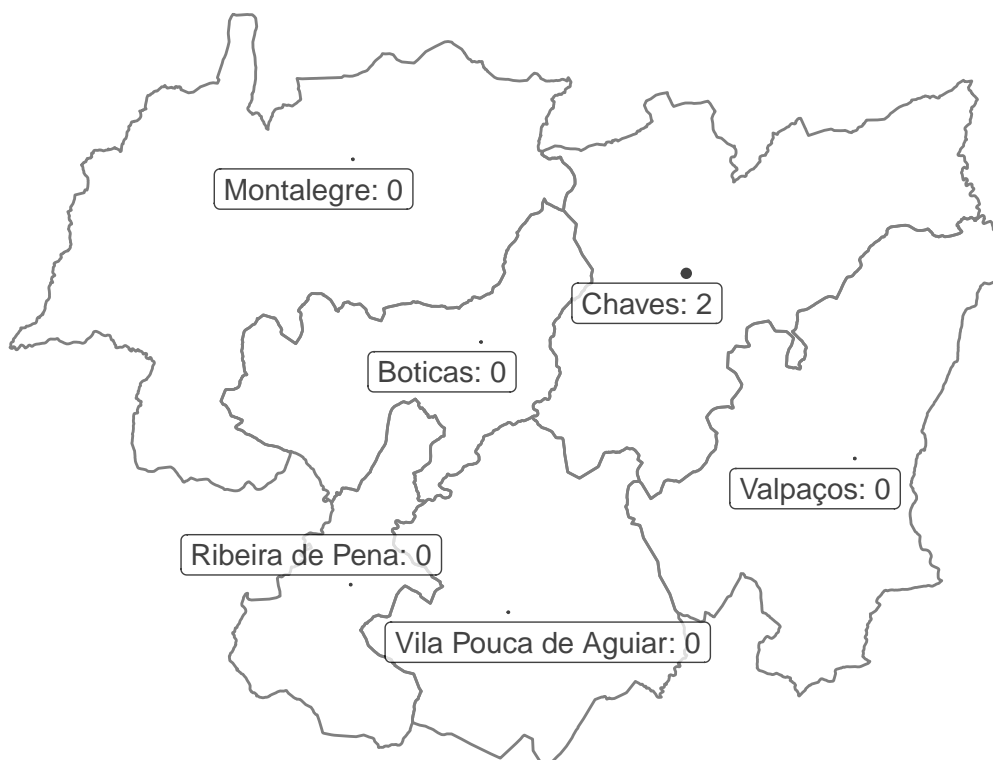 Montalegre: 0
Chaves: 2
Boticas: 0
Valpaços: 0
Ribeira de Pena: 0
Vila Pouca de Aguiar: 0